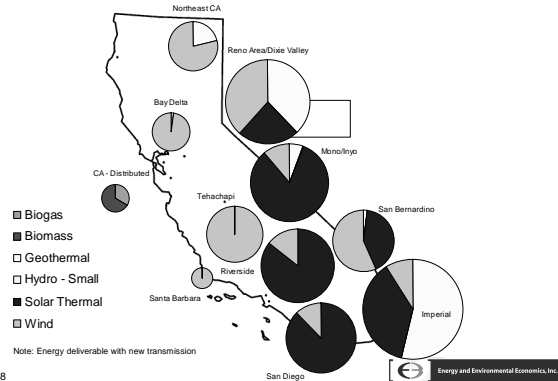 Northeast CA
Reno Area/Dixie Valley
Bay Delta
Mono/Inyo
CA - Distributed
Tehachapi
San Bernardino
Biogas
Biomass
Geothermal
Hydro - Small
Solar Thermal
Wind
Riverside
Santa Barbara
Imperial
Note: Energy deliverable with new transmission
San Diego
8
E3
Energy and Environmental Economics, Inc.